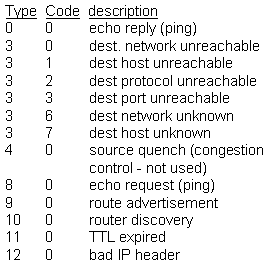 Type Code description
0 0 echo reply (ping)
3 0 dest. network unreachable
3 1 dest host unreachable
3 2 dest protocol unreachable
3 3 dest port unreachable
3 6 dest network unknown
3 7 dest host unknown
4 0 source quench (congestion
control - not used)
8 0 echo request (ping)
9 0 route advertisement
10 0 router discovery
11 0 TTL expired
12 0 bad IP header